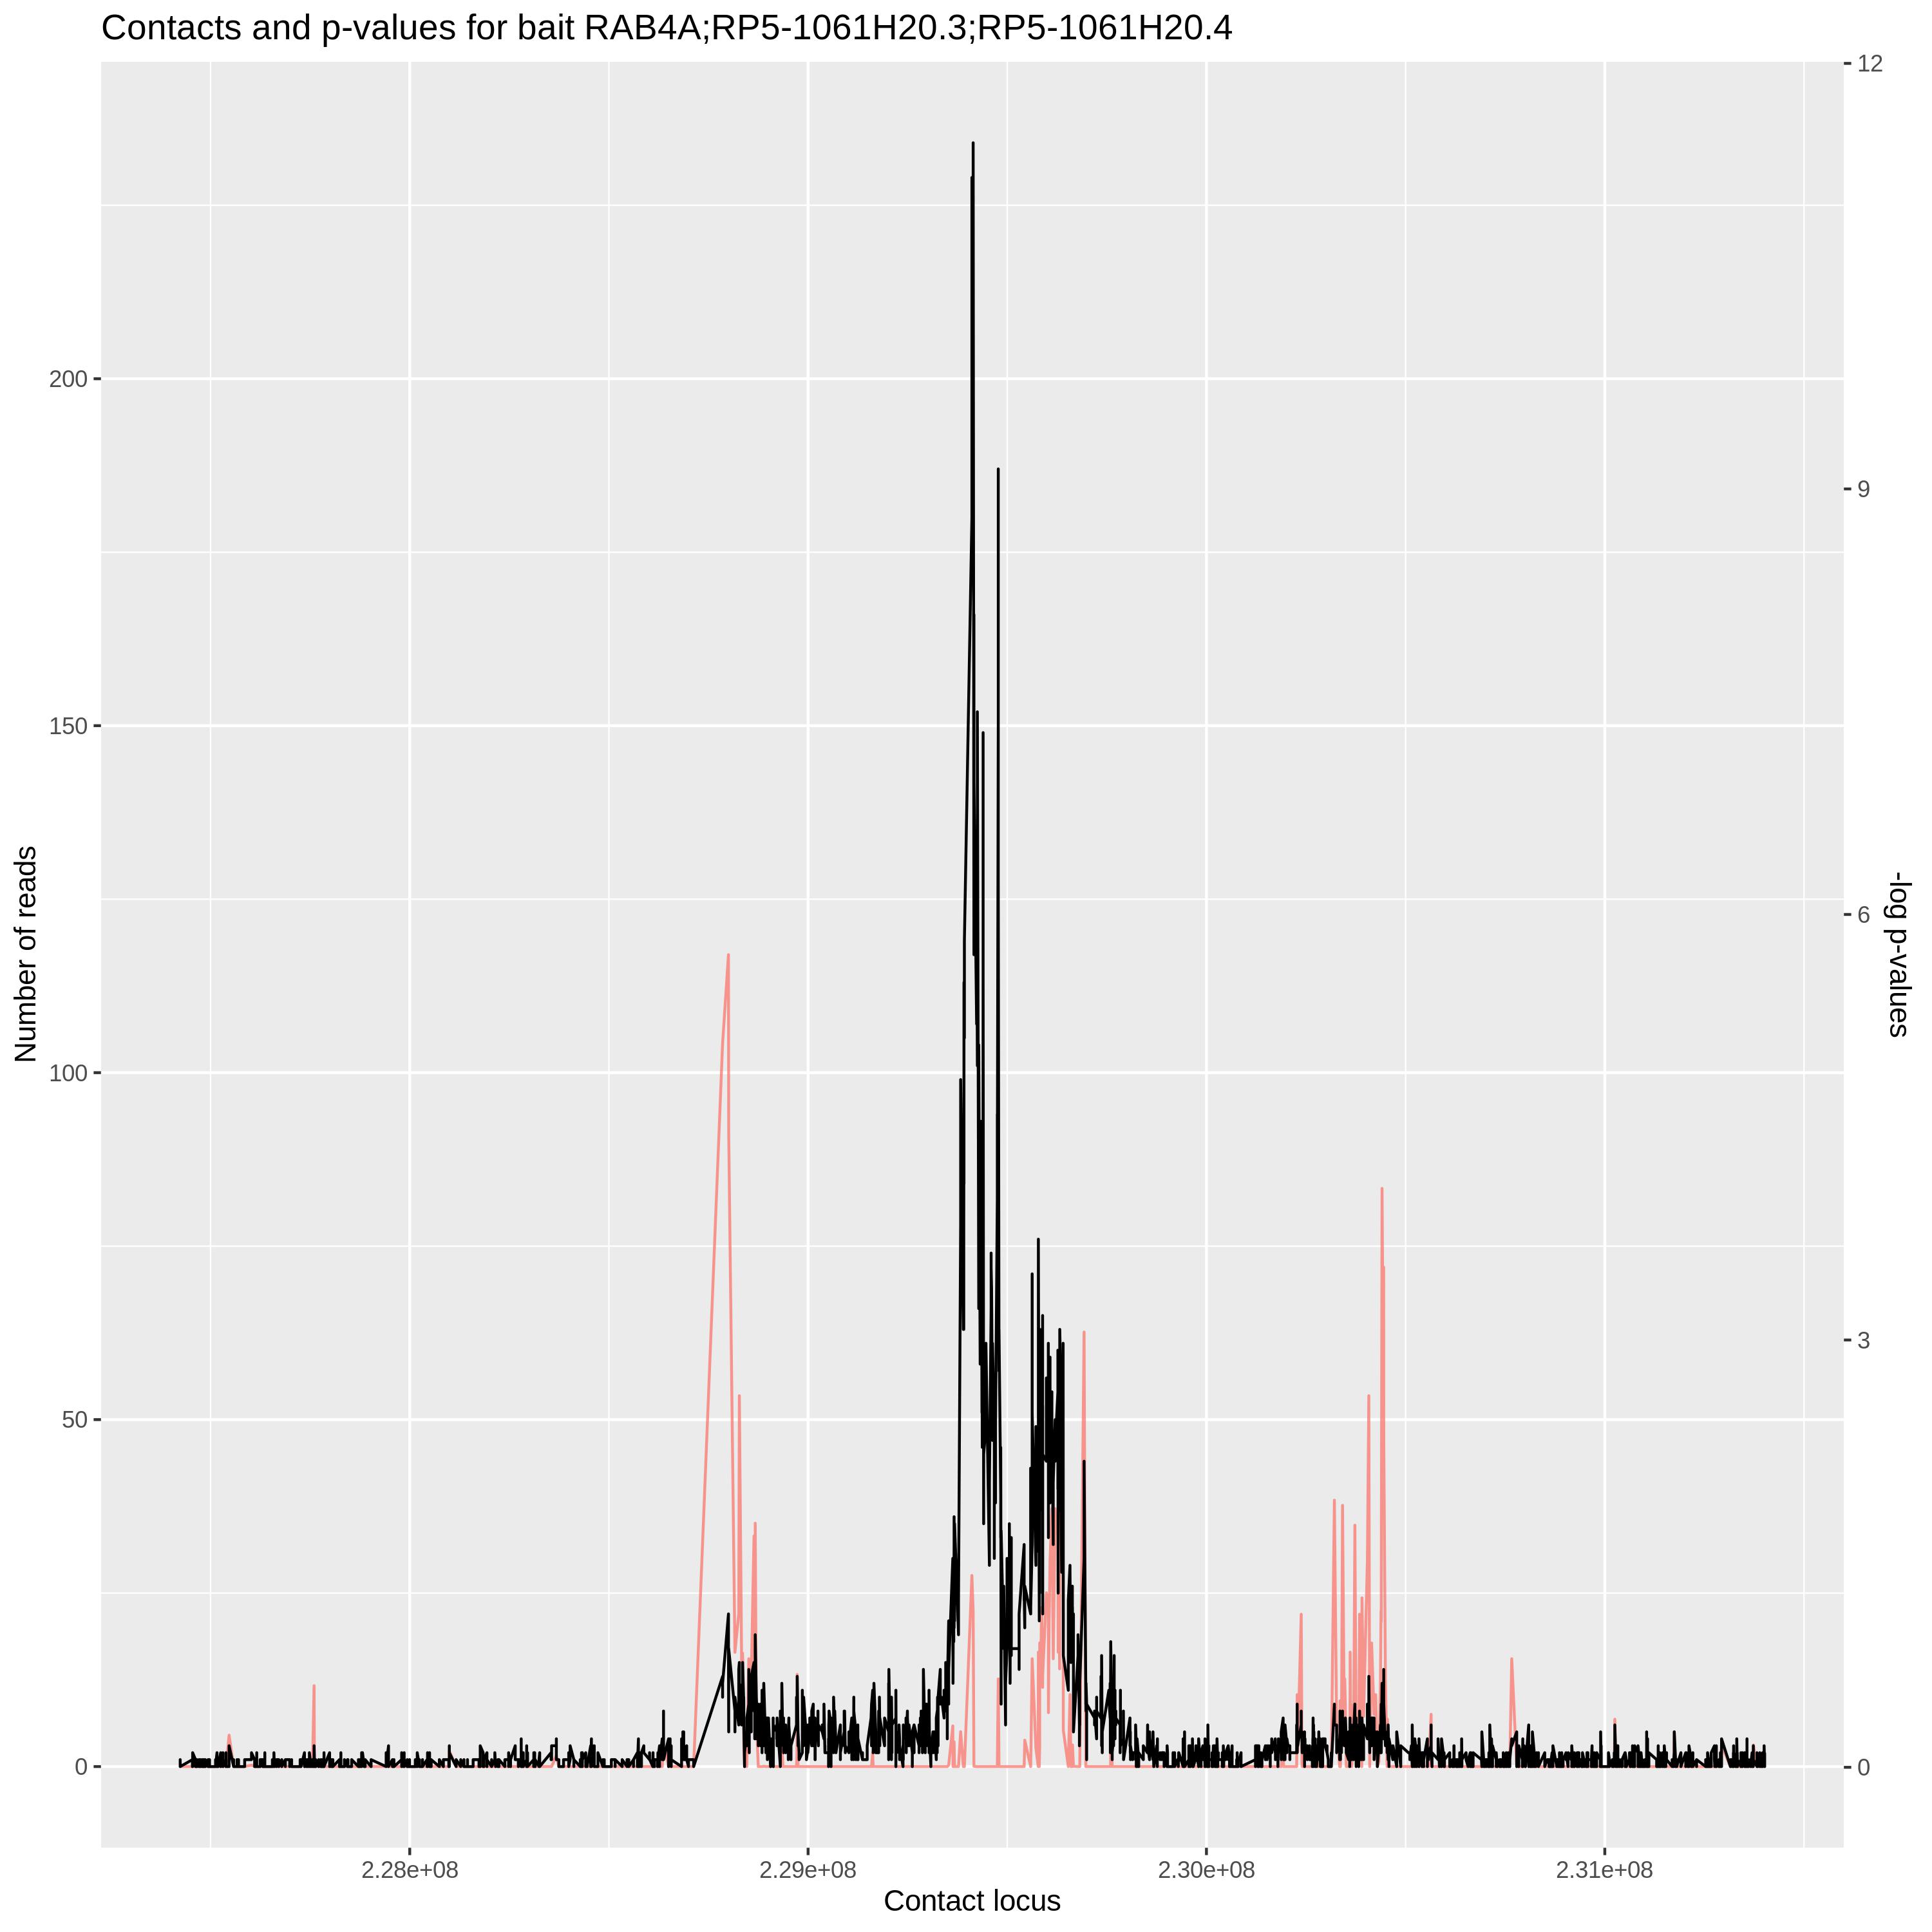 Contacts and p-values for bait RAB4A;RP5-1061H20.3;RP5-1061H20.4
Number of reads
200
150
100
50
0
12
9
6
3
0
-log p-values
2.28e+08
2.29e+08
2.30e+08
2.31e+08
Contact locus